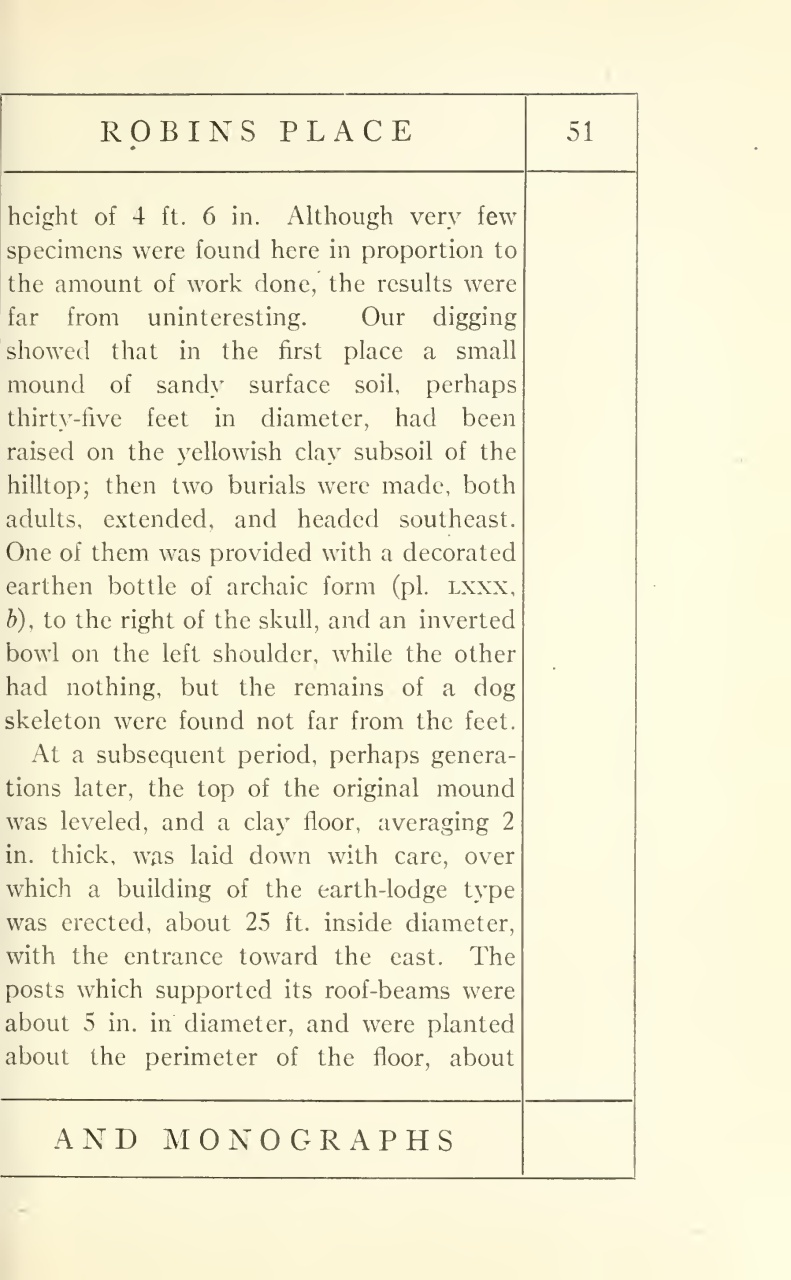 ROBINS PLACE 51
height of 4 ft. 6 in. Although very few
specimens were found here in proportion to
the amount of work done, the results were
far from uninteresting. Our digging
showed that in the first place a small
mound of sandy surface soil, perhaps
thirty-five feet in diameter, had been
raised on the yellowish clay subsoil of the
hilltop; then two burials were made, both
adults, extended, and headed southeast.
One of them was provided with a decorated
earthen bottle of archaic form (pl. LXXX,
b), to the right of the skull, and an inverted
bowl on the left shoulder, while the other
had nothing, but the remains of a dog
skeleton were found not far from the feet.
At a subsequent period, perhaps genera-
tions later, the top of the original mound
was leveled, and a clay floor, averaging 2
in. thick, was laid down with care, over
which a building of the earth-lodge type
was erected, about 25 ft. inside diameter,
with the entrance toward the east. The
posts which supported its roof-beams were
about 5 in. in diameter, and were planted
about the perimeter of the floor, about
AND MONOGRAPHS